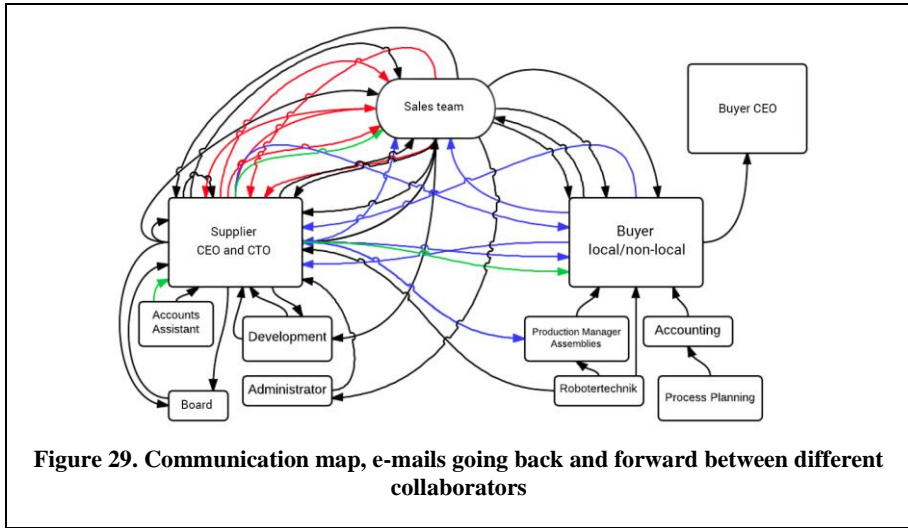 Sales team
Buyer CEO
Supplier
CEO and CTO
Buyer
local/non-local
Accounts
Assistant
Development
Production Manager
Assemblies
Accounting
Administrator
Robotertechnik
Board
Process Planning
Figure 29. Communication map, e-mails going back and forward between different
collaborators